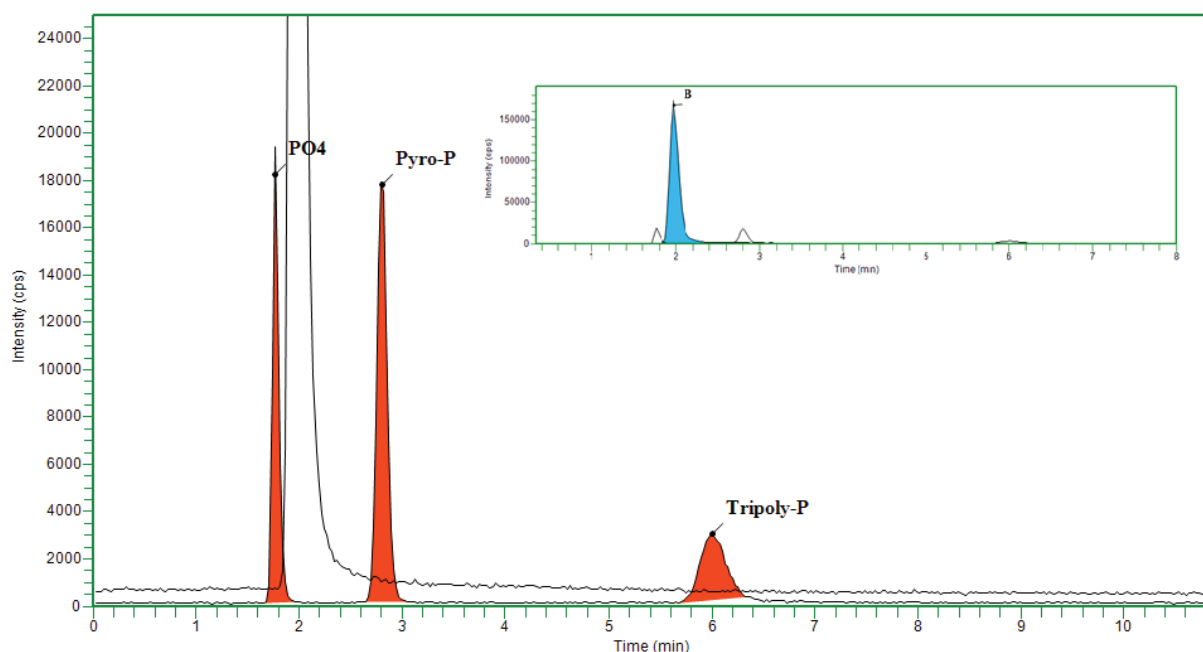 24000
22000
20000
18000
16000
14000
12000
10000
8000
6000
4000
2000
0
Intensity (cps)
PO4
Pyro-P
Tripoly-P
0 1 2 3 4 5 6 7 8 9 10
Time (min)
B
150000
100000
50000
0
Intensity (cps)
1 2 3 4 5 6 7 8
Time (min)